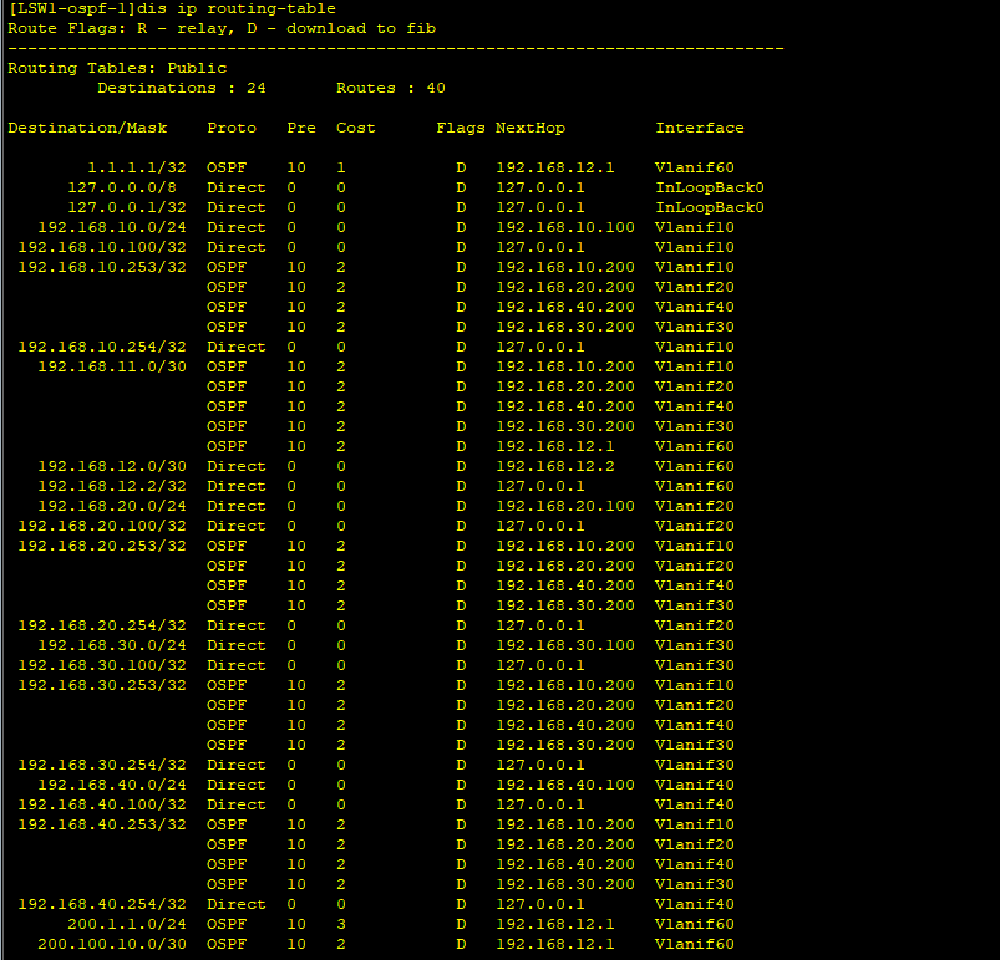 [LSW1-ospf-1]dis ip routing-table
Route Flags: R - relay, D - download to fib
------------------------------------------------------------------------------
Routing Tables: Public
         Destinations : 24       Routes : 40

Destination/Mask    Proto   Pre  Cost      Flags NextHop         Interface

        1.1.1.1/32  OSPF    10   1           D   192.168.12.1    Vlanif60
      127.0.0.0/8   Direct  0    0           D   127.0.0.1       InLoopBack0
      127.0.0.1/32  Direct  0    0           D   127.0.0.1       InLoopBack0
   192.168.10.0/24  Direct  0    0           D   192.168.10.100  Vlanif10
 192.168.10.100/32  Direct  0    0           D   127.0.0.1       Vlanif10
 192.168.10.253/32  OSPF    10   2           D   192.168.10.200  Vlanif10
                    OSPF    10   2           D   192.168.20.200  Vlanif20
                    OSPF    10   2           D   192.168.40.200  Vlanif40
                    OSPF    10   2           D   192.168.30.200  Vlanif30
 192.168.10.254/32  Direct  0    0           D   127.0.0.1       Vlanif10
   192.168.11.0/30  OSPF    10   2           D   192.168.10.200  Vlanif10
                    OSPF    10   2           D   192.168.20.200  Vlanif20
                    OSPF    10   2           D   192.168.40.200  Vlanif40
                    OSPF    10   2           D   192.168.30.200  Vlanif30
                    OSPF    10   2           D   192.168.12.1    Vlanif60
   192.168.12.0/30  Direct  0    0           D   192.168.12.2    Vlanif60
   192.168.12.2/32  Direct  0    0           D   127.0.0.1       Vlanif60
   192.168.20.0/24  Direct  0    0           D   192.168.20.100  Vlanif20
 192.168.20.100/32  Direct  0    0           D   127.0.0.1       Vlanif20
 192.168.20.253/32  OSPF    10   2           D   192.168.10.200  Vlanif10
                    OSPF    10   2           D   192.168.20.200  Vlanif20
                    OSPF    10   2           D   192.168.40.200  Vlanif40
                    OSPF    10   2           D   192.168.30.200  Vlanif30
 192.168.20.254/32  Direct  0    0           D   127.0.0.1       Vlanif20
   192.168.30.0/24  Direct  0    0           D   192.168.30.100  Vlanif30
 192.168.30.100/32  Direct  0    0           D   127.0.0.1       Vlanif30
 192.168.30.253/32  OSPF    10   2           D   192.168.10.200  Vlanif10
                    OSPF    10   2           D   192.168.20.200  Vlanif20
                    OSPF    10   2           D   192.168.40.200  Vlanif40
                    OSPF    10   2           D   192.168.30.200  Vlanif30
 192.168.30.254/32  Direct  0    0           D   127.0.0.1       Vlanif30
   192.168.40.0/24  Direct  0    0           D   192.168.40.100  Vlanif40
 192.168.40.100/32  Direct  0    0           D   127.0.0.1       Vlanif40
 192.168.40.253/32  OSPF    10   2           D   192.168.10.200  Vlanif10
                    OSPF    10   2           D   192.168.20.200  Vlanif20
                    OSPF    10   2           D   192.168.40.200  Vlanif40
                    OSPF    10   2           D   192.168.30.200  Vlanif30
 192.168.40.254/32  Direct  0    0           D   127.0.0.1       Vlanif40
      200.1.1.0/24  OSPF    10   3           D   192.168.12.1    Vlanif60
   200.100.10.0/30  OSPF    10   2           D   192.168.12.1    Vlanif60